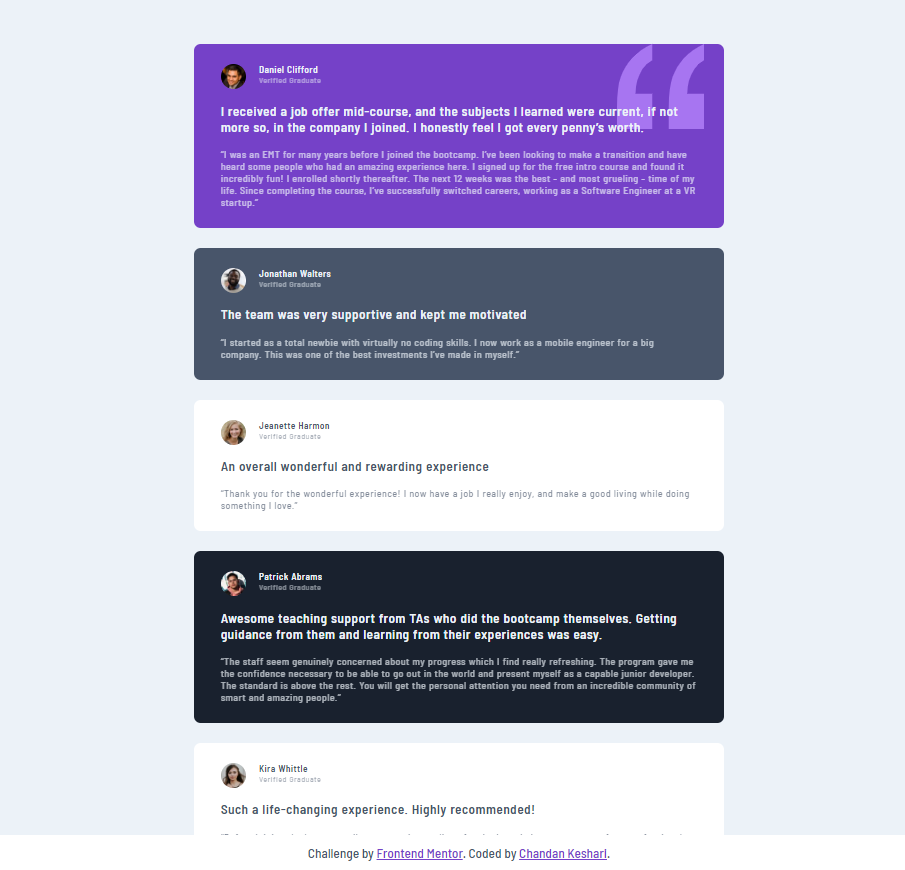 Daniel Clifford
Verified Graduate
I received a job offer mid-course, and the subjects I learned were current, if not
more so, in the company I joined. I honestly feel I got every penny's worth.
"I was an EMT for many years before I joined the bootcamp. I've been looking to make a transition and have
heard some people who had an amazing experience here. I signed up for the free intro course and found it
incredibly fun! I enrolled shortly thereafter. The next 12 weeks was the best - and most grueling - time of my
life. Since completing the course, I've successfully switched careers, working as a Software Engineer at a VR
startup."
Jonathan Walters
Verified Graduate
The team was very supportive and kept me motivated
"I started as a total newbie with virtually no coding skills. I now work as a mobile engineer for a big
company. This was one of the best investments I've made in myself."
Jeanette Harmon
Verified Graduate
An overall wonderful and rewarding experience
"Thank you for the wonderful experience! I now have a job I really enjoy, and make a good living while doing
something I love."
Patrick Abrams
Verified Graduate
Awesome teaching support from TAs who did the bootcamp themselves. Getting
guidance from them and learning from their experiences was easy.
"The staff seem genuinely concerned about my progress which I find really refreshing. The program gave me
the confidence necessary to be able to go out in the world and present myself as a capable junior developer.
The standard is above the rest. You will get the personal attention you need from an incredible community of
smart and amazing people."
Kira Whittle
Verified Graduate
Such a life-changing experience. Highly recommended!
Challenge by Frontend Mentor. Coded by Chandan Kesharl.